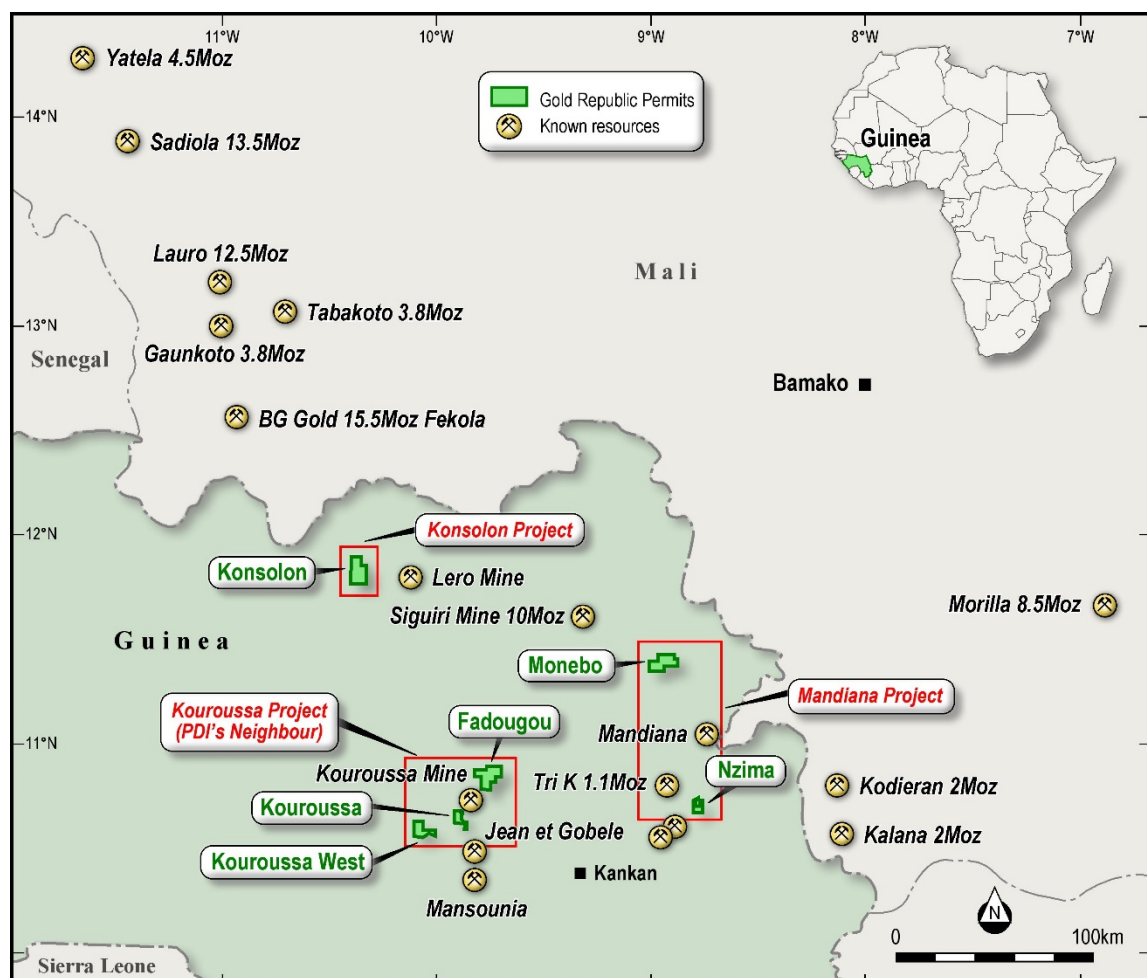 11°W
10°W
9°W
8°W
7°W
Yatela 4.5Moz
Gold Republic Permits
Known resources
14°N
Sadiola 13.5Moz
Guinea
Lauro 12.5Moz
Mali
Tabakoto 3.8Moz
13°N
Gaunkoto 3.8Moz
Senegal
Bamako
BG Gold 15.5Moz Fekola
12°N
Konsolon Project
Konsolon
Lero Mine
Siguiri Mine 10Moz
Morilla 8.5Moz
Guinea
Monebo
Kouroussa Project
(PDI's Neighbour)
Fadougou
Mandiana Project
Mandiana
11°N
Kouroussa Mine
Tri K 1.1Moz
Nzima
Kodieran 2Moz
Kouroussa
Jean et Gobele
Kalana 2Moz
Kouroussa West
Kankan
Mansounia
N
0
100km
Sierra Leone